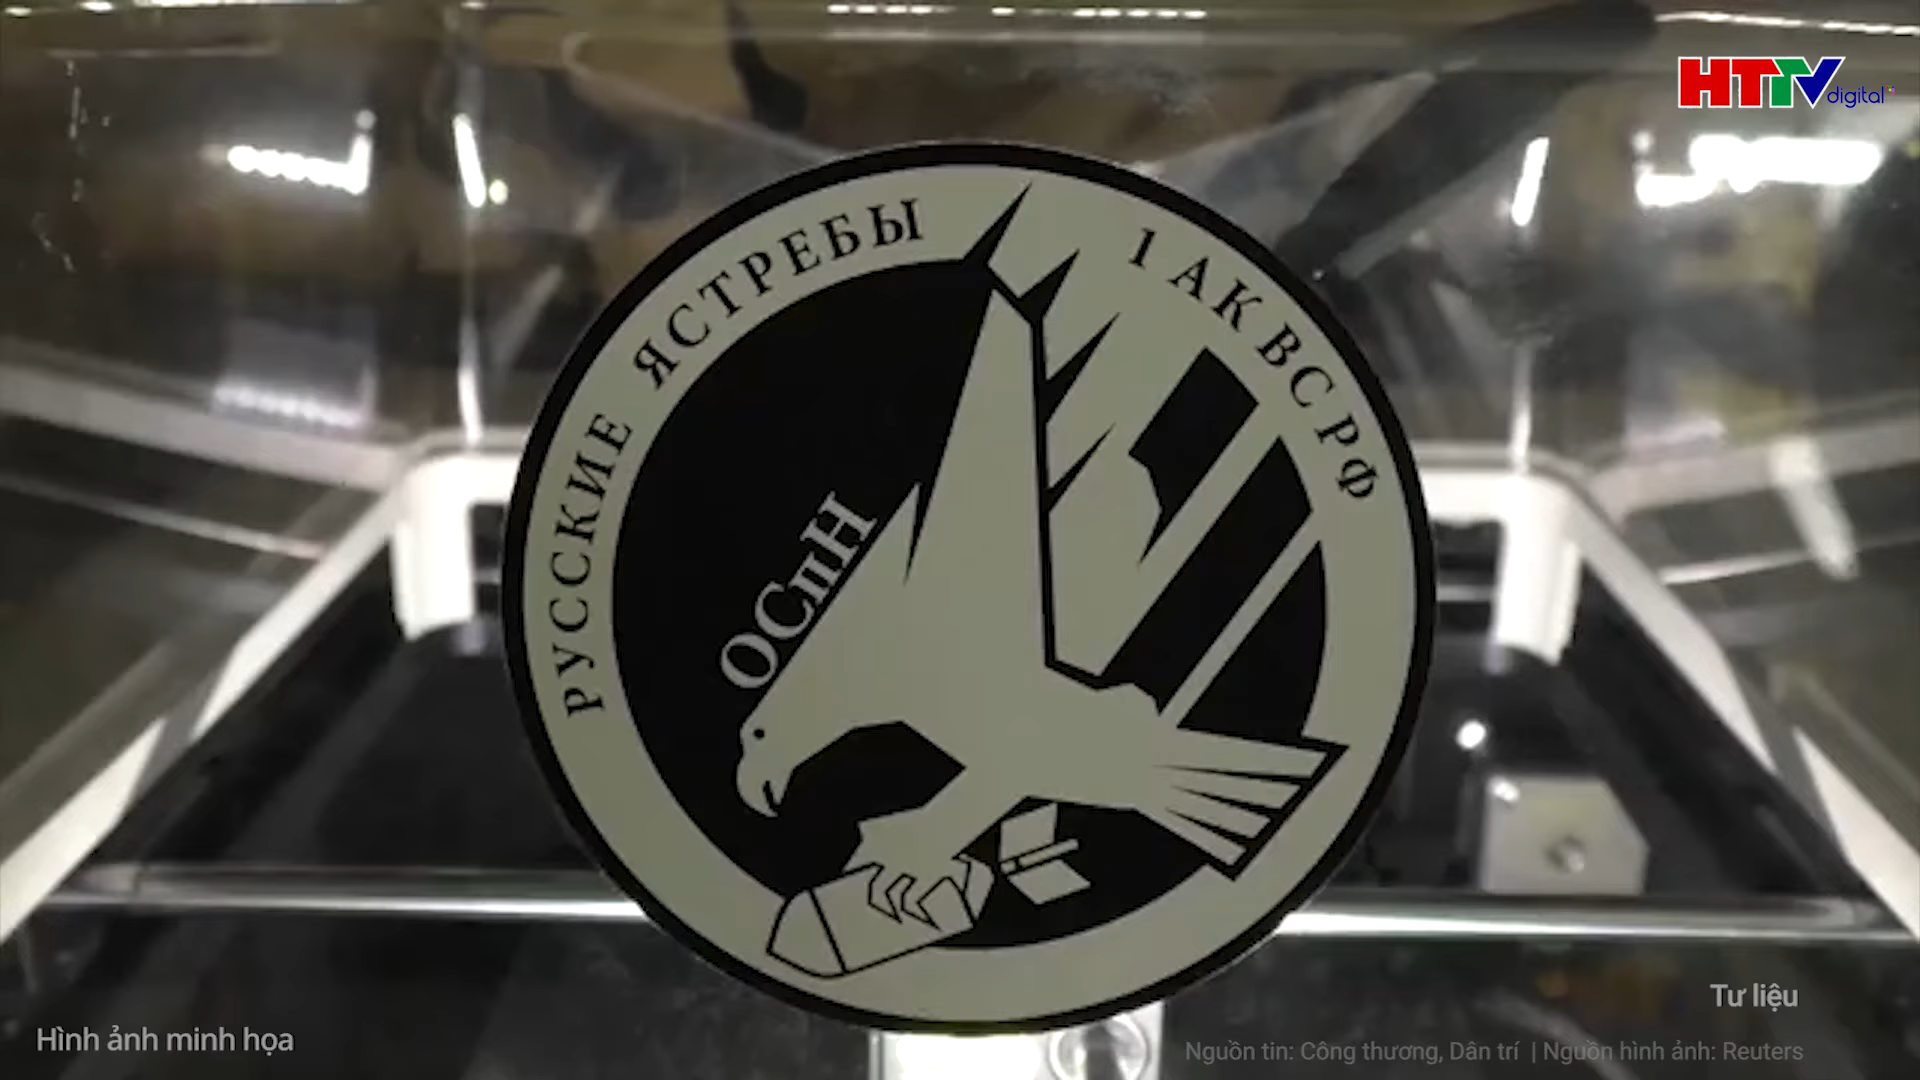 HTTV digital
РУССКИЕ ЯСТРЕБЫ
1 АК ВС РФ
ОСпН
Tư liệu
Hình ảnh minh họa
Nguồn tin: Công thương, Dân trí | Nguồn hình ảnh: Reuters